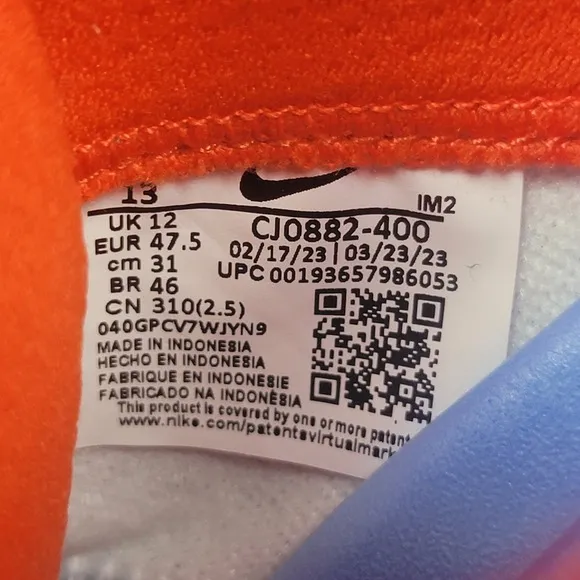 13
IM2
UK 12
CJ0882-400
EUR 47.5
02/17/23 | 03/23/23
cm 31
UPC 00193657986053
BR 46
CN 310(2.5)
040GPCV7WJYN9
MADE IN INDONESIA
HECHO EN INDONESIA
FABRIQUE EN INDONESIE
FABRICADO NA INDONÉSIA
This product is covered by one or more
www.nike.com/patents